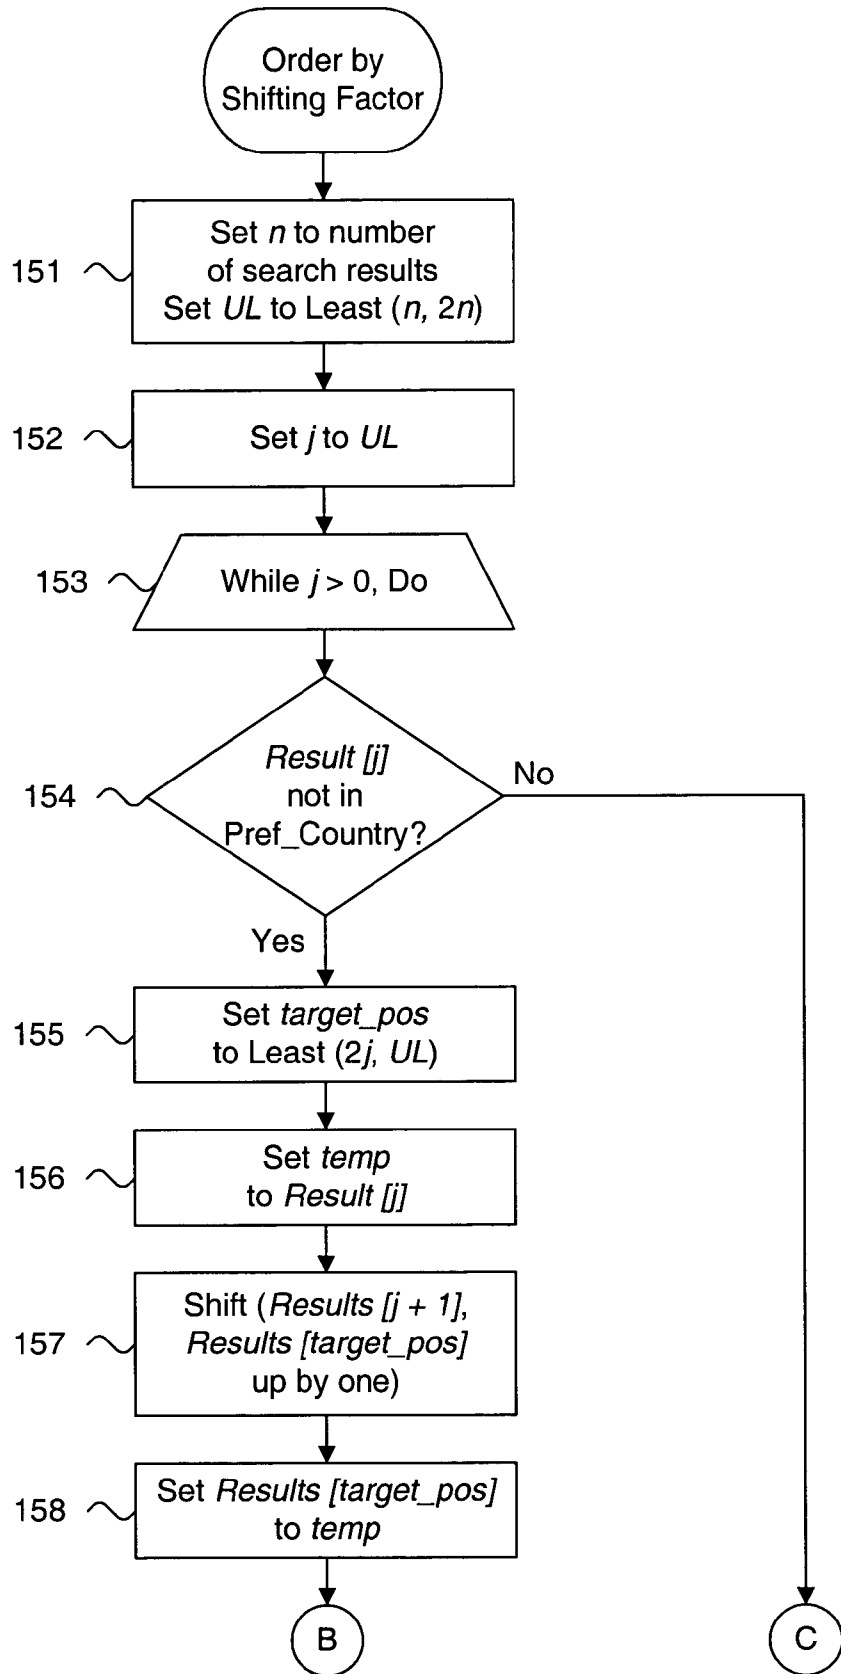 Order by
Shifting Factor
151
Set n to number
of search results
Set UL to Least (n, 2n)
152
Set j to UL
153
While j > 0, Do
154
Result [j]
not in
Pref_Country?
No
Yes
155
Set target_pos
to Least (2j, UL)
156
Set temp
to Result [j]
157
Shift (Results [j + 1],
Results [target_pos]
up by one)
158
Set Results [target_pos]
to temp
B
C